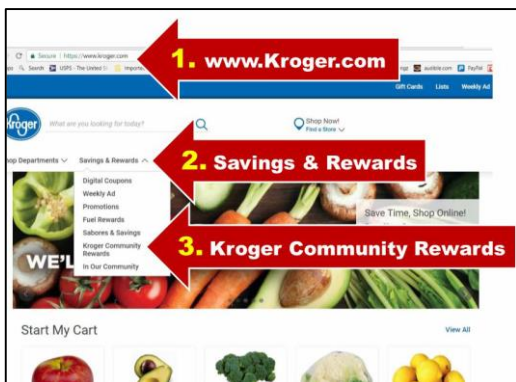 Secure | https://www.kroger.com
1. www.Kroger.com
Search USPS - The United St
audible.com PayPal
Gift Cards Lists Weekly Ad
Kroger
What are you looking for today?
Shop Now!
Find a Store
op Departments Savings & Rewards
2. Savings & Rewards
Digital Coupons
Weekly Ad
Promotions
Fuel Rewards
Sabores & Savings
Kroger Community
Rewards
In Our Community
Save Time, Shop Online!
3. Kroger Community Rewards
WE'L
Start My Cart
View All